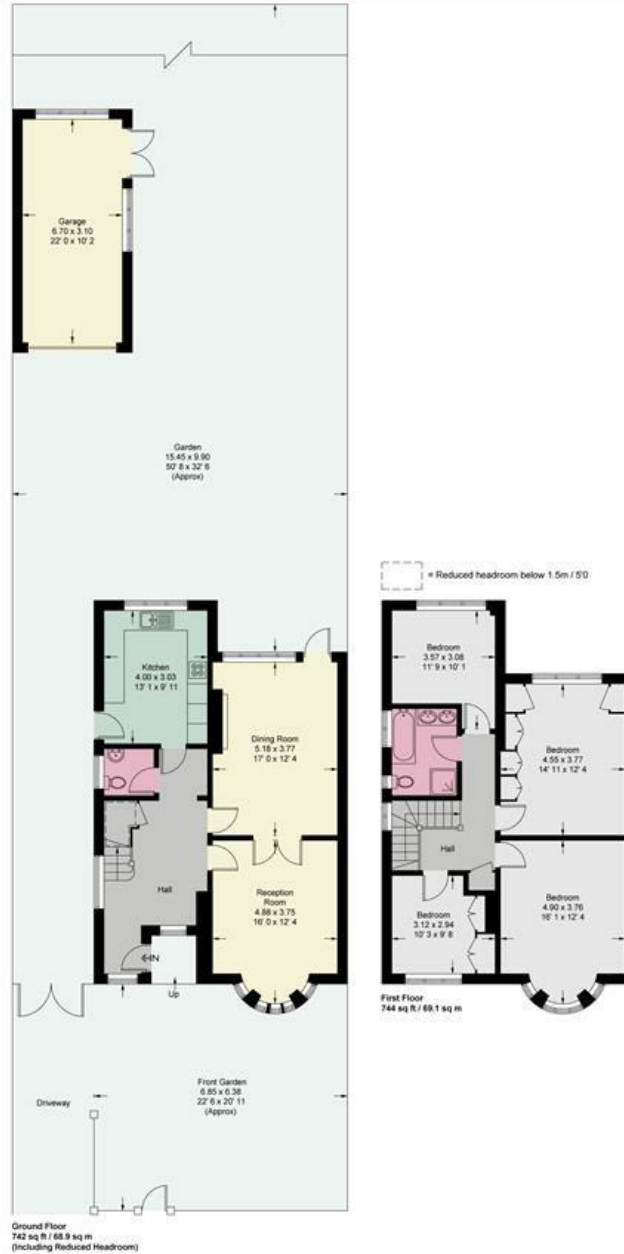 Garage
6.70 x 3.10
22' 0 x 10' 2
Garden
15.45 x 9.90
50' 8 x 32' 6
(Approx)
= Reduced headroom below 1.5m / 5'0
Kitchen
4.00 x 3.03
13' 1 x 9' 11
Dining Room
5.18 x 3.77
17' 0 x 12' 4
Hall
Reception
Room
4.88 x 3.75
16' 0 x 12' 4
IN
Up
Driveway
Front Garden
6.85 x 6.38
22' 6 x 20' 11
(Approx)
Ground Floor
742 sq ft / 68.9 sq m
(Including Reduced Headroom)
Bedroom
3.57 x 3.08
11' 9 x 10' 1
Bedroom
4.55 x 3.77
14' 11 x 12' 4
Hall
Bedroom
3.12 x 2.94
10' 3 x 9' 8
Bedroom
4.90 x 3.76
16' 1 x 12' 4
First Floor
744 sq ft / 69.1 sq m